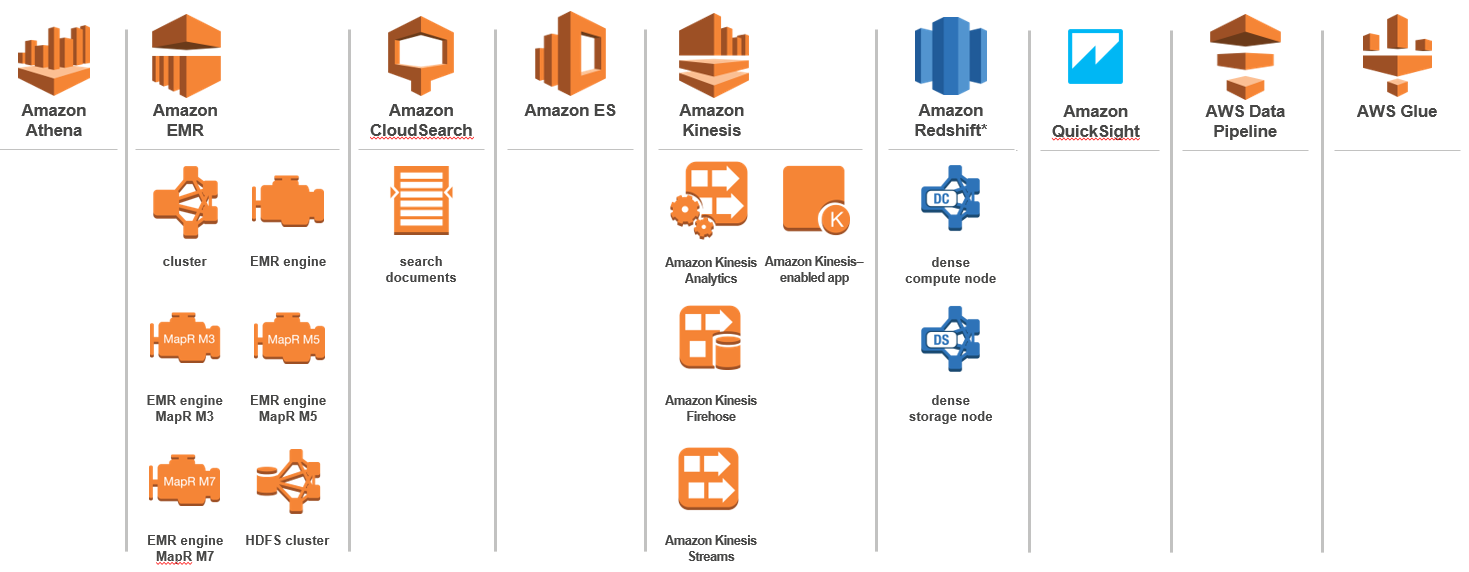 Amazon
Athena
Amazon
EMR
cluster
EMR engine
MapR M3
MapR M5
EMR engine
MapR M3
EMR engine
MapR M5
MapR M7
EMR engine
MapR M7
HDFS cluster
Amazon
CloudSearch
search
documents
Amazon ES
Amazon
Kinesis
K
Amazon Kinesis
Analytics
Amazon Kinesis–
enabled app
Amazon Kinesis
Firehose
Amazon Kinesis
Streams
Amazon
Redshift*
DC
dense
compute node
DS
dense
storage node
Amazon
QuickSight
AWS Data
Pipeline
AWS Glue